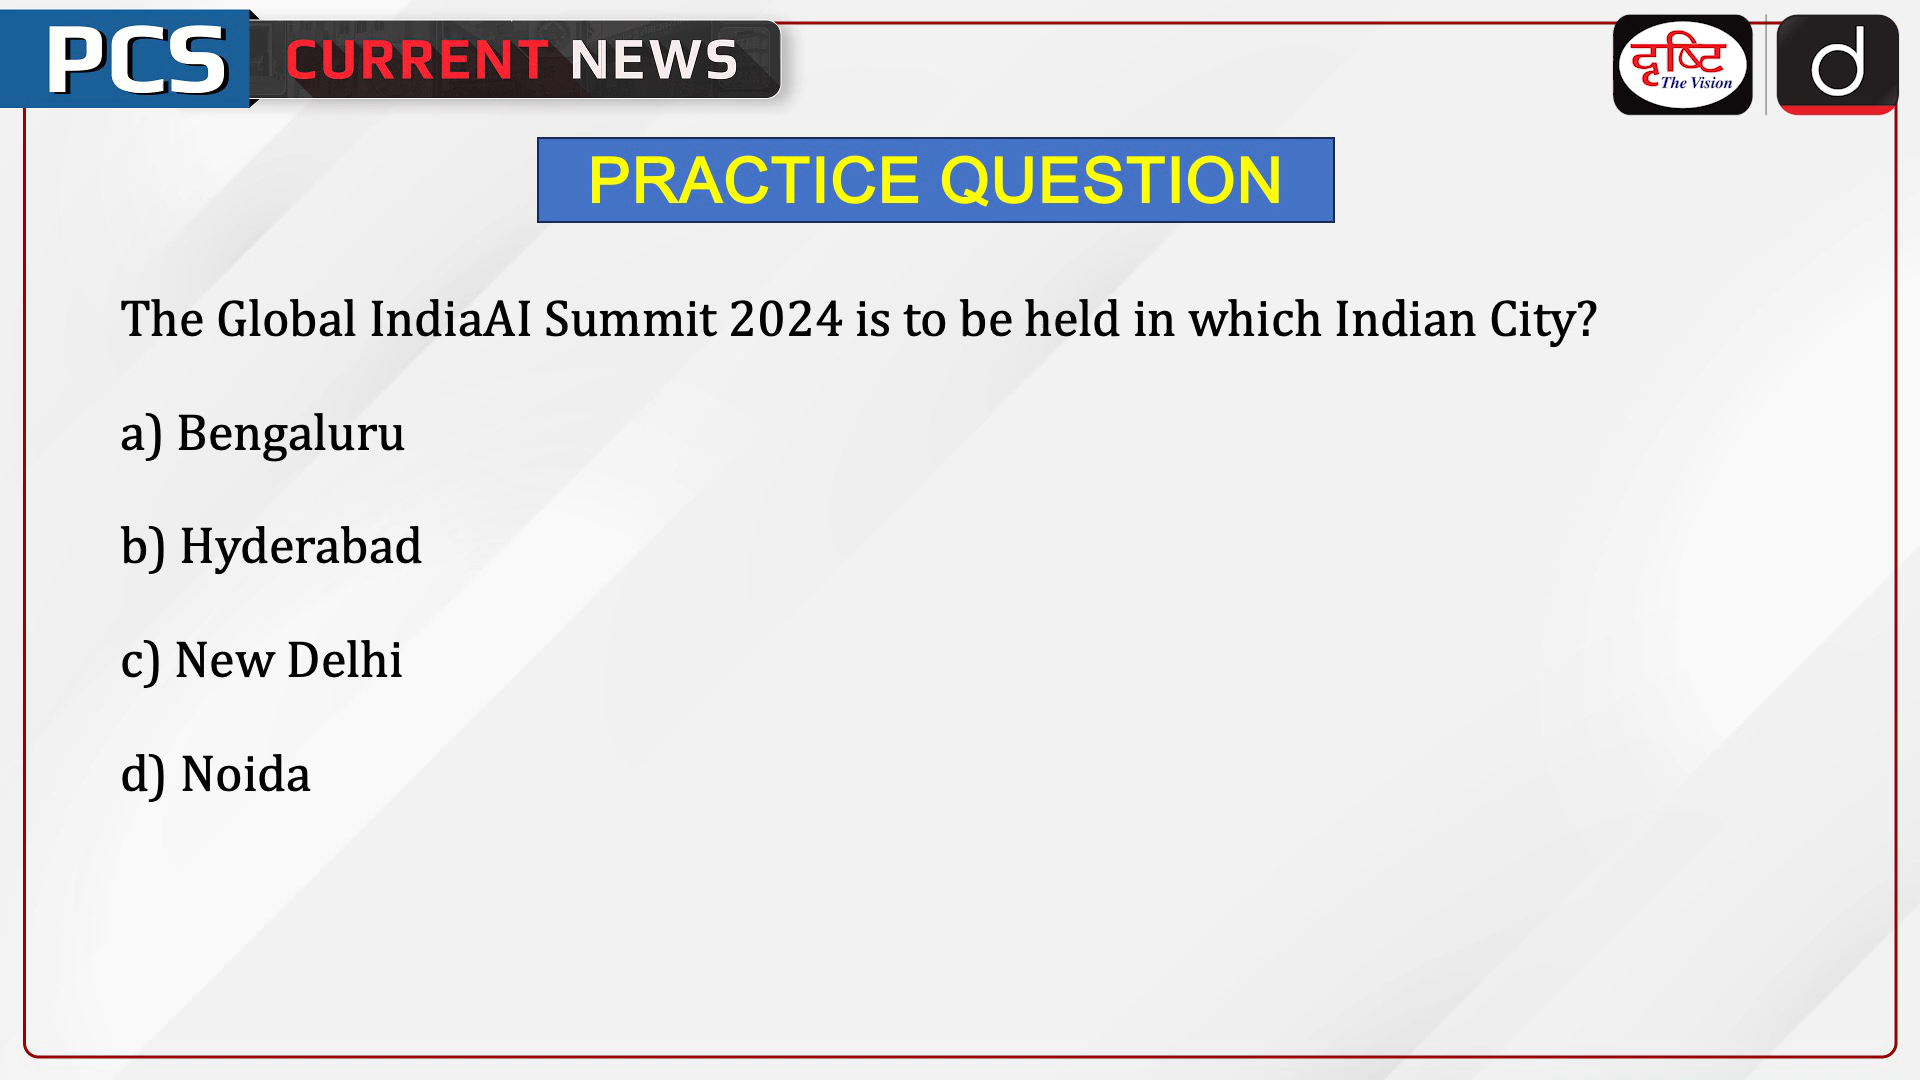 PCS CURRENT NEWS
दृष्टि
The Vision
d
PRACTICE QUESTION
The Global IndiaAI Summit 2024 is to be held in which Indian City?
a) Bengaluru
b) Hyderabad
c) New Delhi
d) Noida